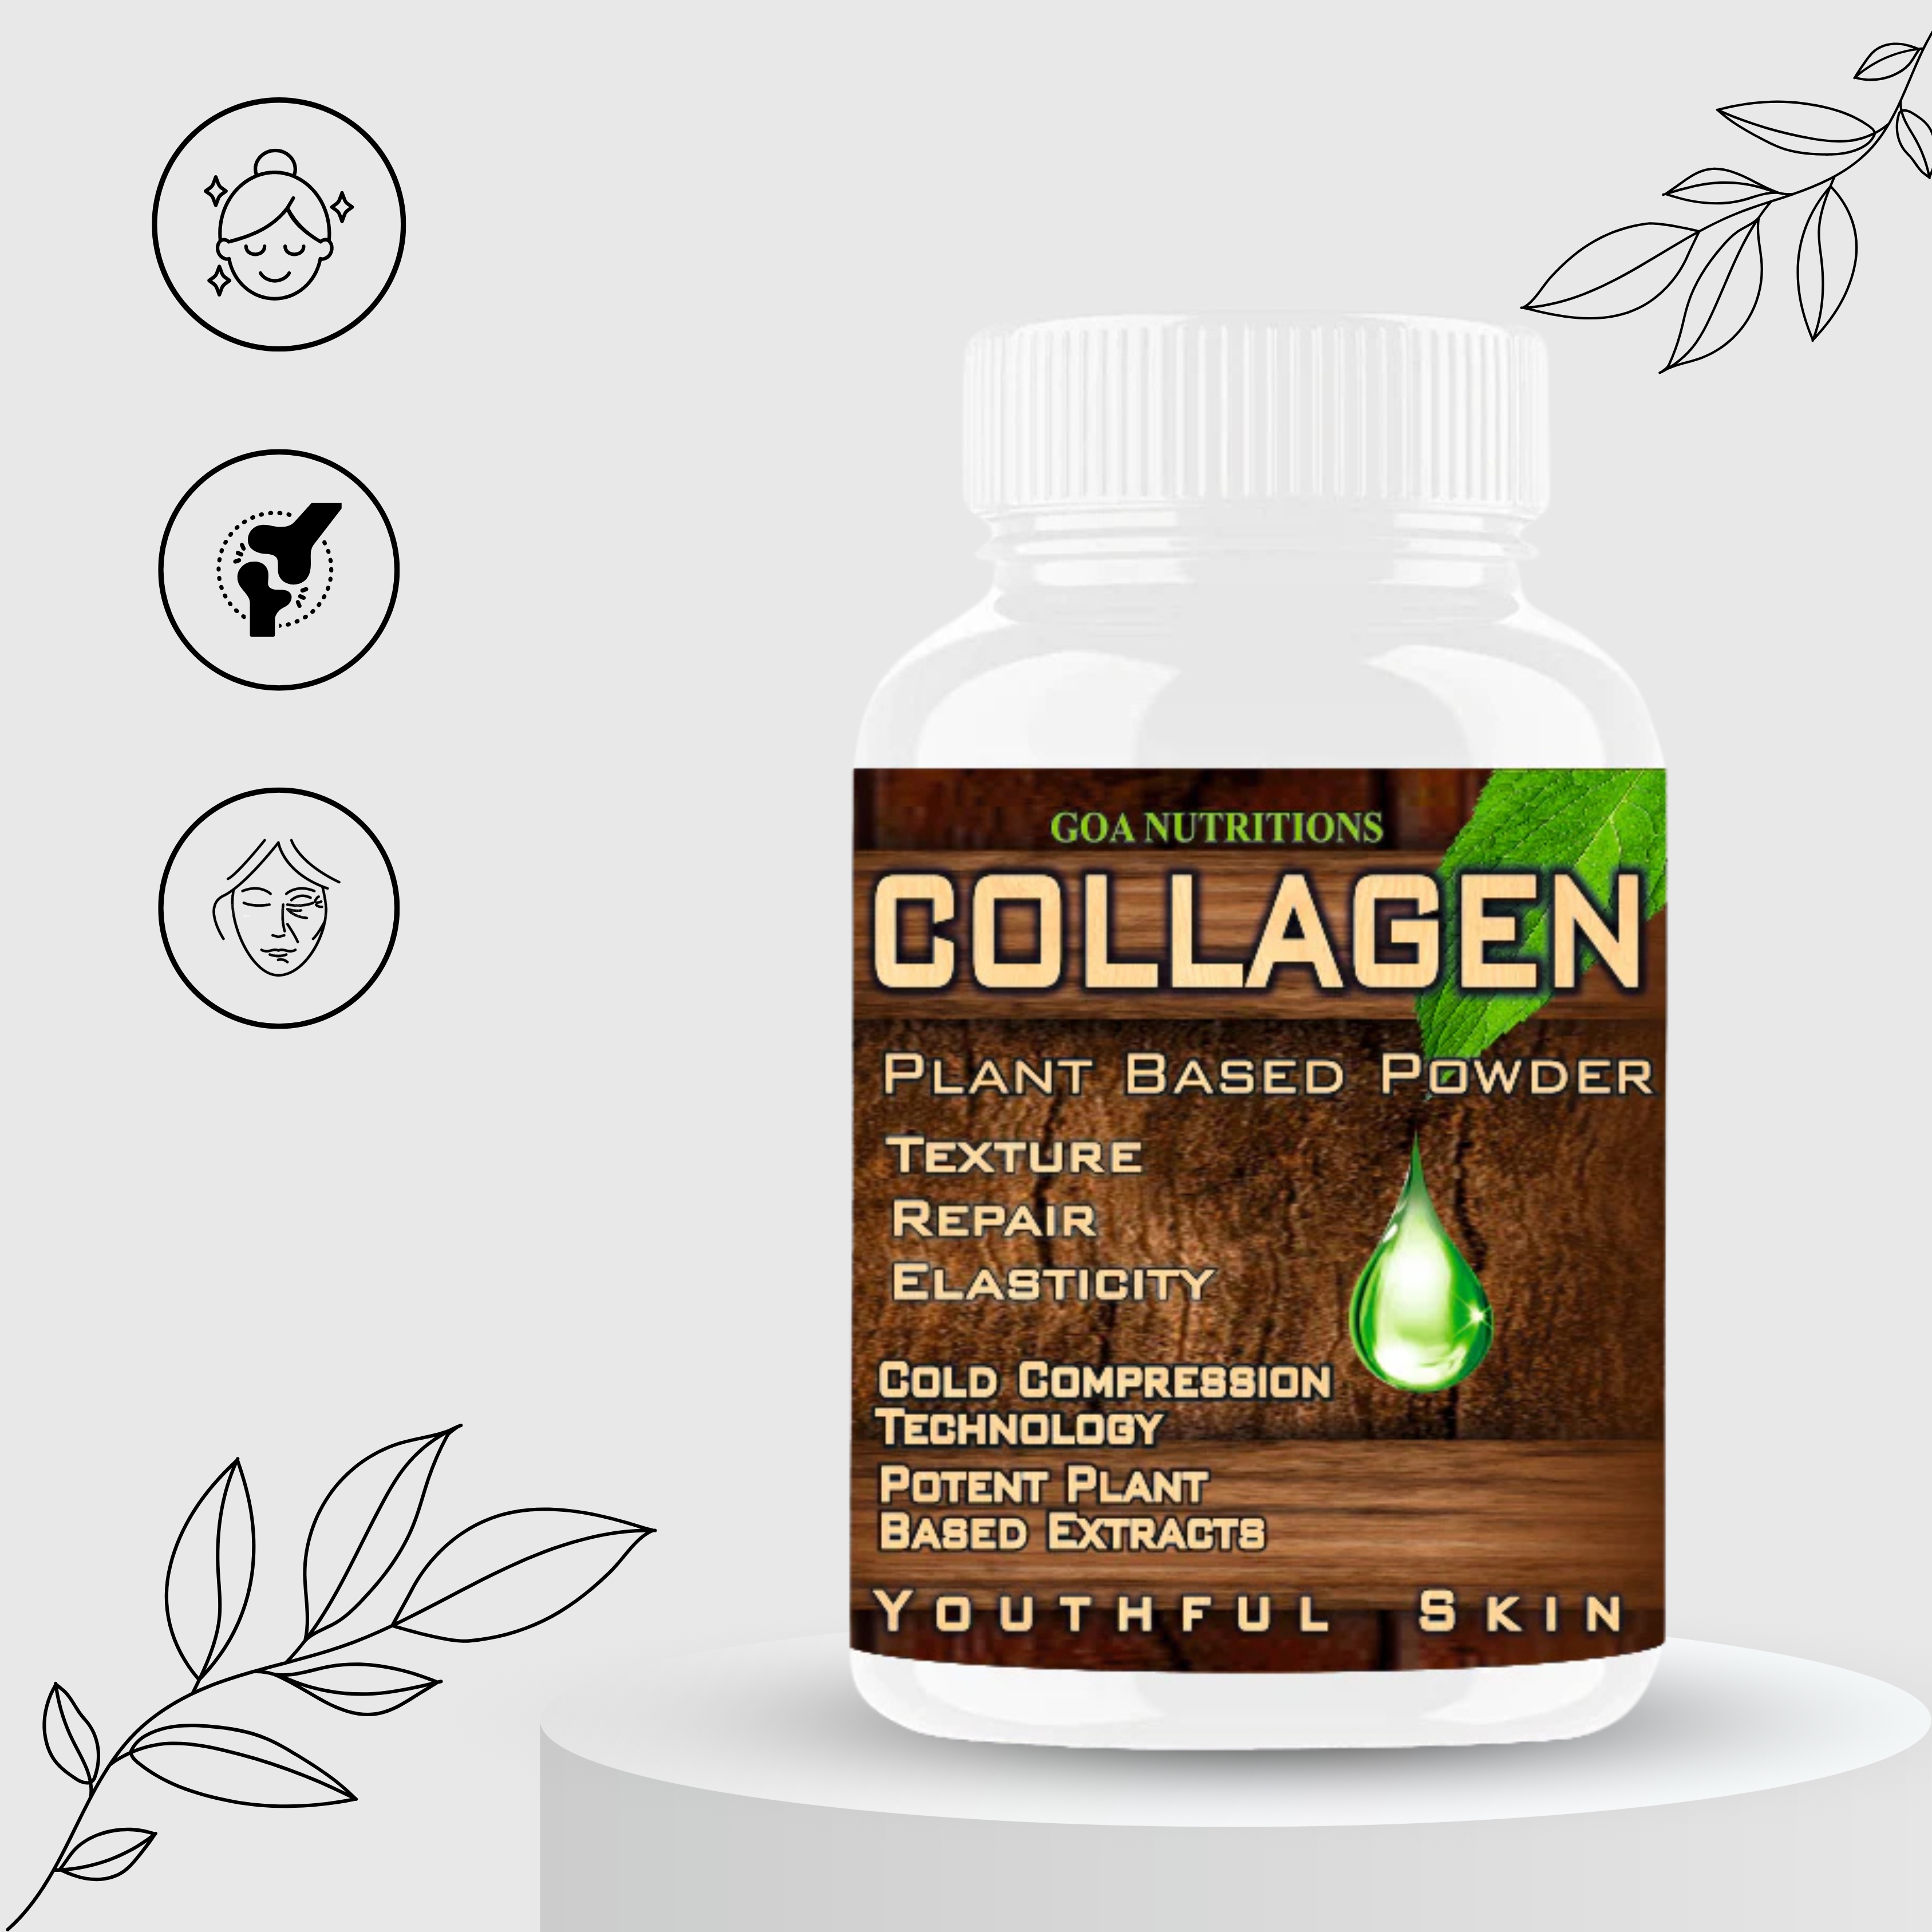 GOA NUTRITIONS
COLLAGEN
PLANT BASED POWDER
TEXTURE
REPAIR
ELASTICITY
COLD COMPRESSION
TECHNOLOGY
POTENT PLANT
BASED EXTRACTS
YOUTHFUL SKIN